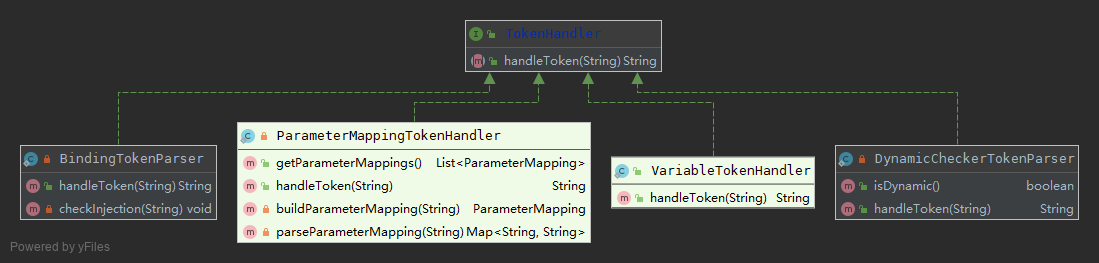 TokenHandler
handleToken(String) String
BindingTokenParser
handleToken(String) String
checkInjection(String) void
ParameterMappingTokenHandler
getParameterMappings() List<ParameterMapping>
handleToken(String) String
buildParameterMapping(String) ParameterMapping
parseParameterMapping(String) Map<String, String>
VariableTokenHandler
handleToken(String) String
DynamicCheckerTokenParser
isDynamic() boolean
handleToken(String) String
Powered by yFiles